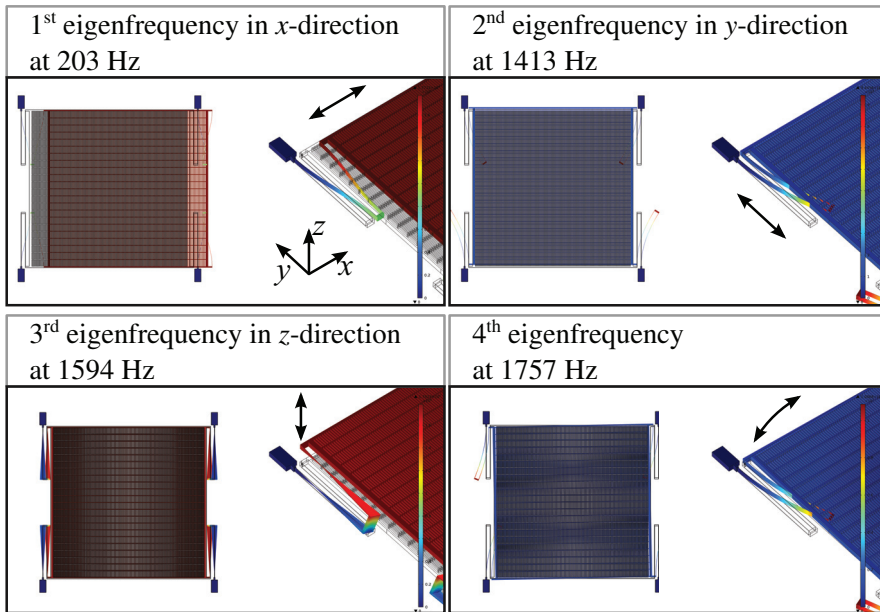 1st eigenfrequency in x-direction
at 203 Hz
2nd eigenfrequency in y-direction
at 1413 Hz
z
y
x
3rd eigenfrequency in z-direction
at 1594 Hz
4th eigenfrequency
at 1757 Hz